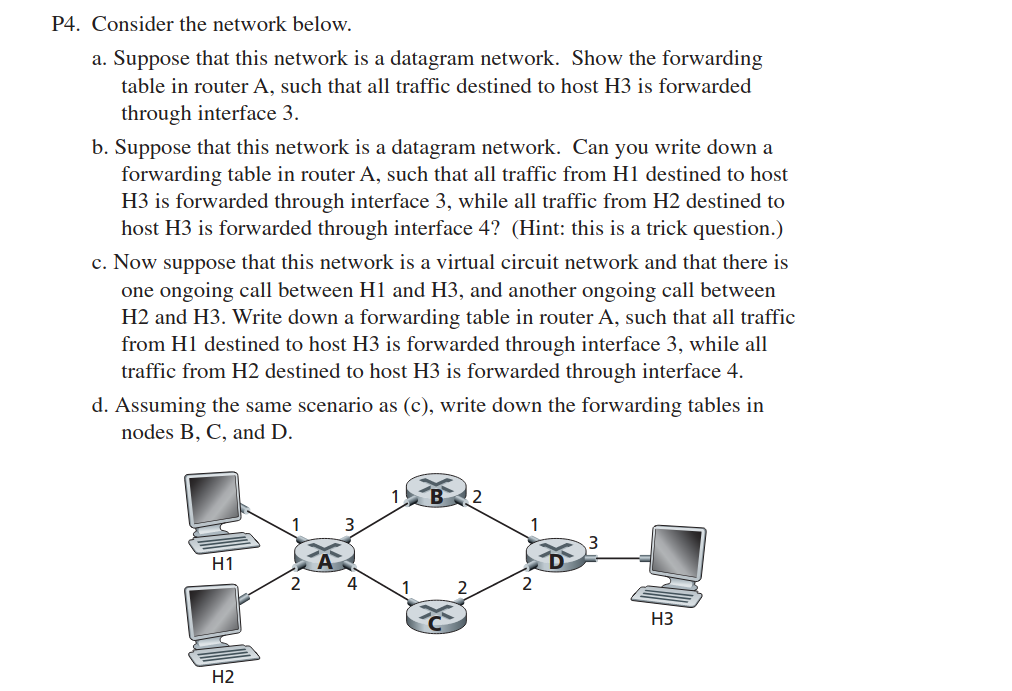 P4. Consider the network below.
a. Suppose that this network is a datagram network. Show the forwarding
table in router A, such that all traffic destined to host H3 is forwarded
through interface 3.
b. Suppose that this network is a datagram network. Can you write down a
forwarding table in router A, such that all traffic from H1 destined to host
H3 is forwarded through interface 3, while all traffic from H2 destined to
host H3 is forwarded through interface 4? (Hint: this is a trick question.)
c. Now suppose that this network is a virtual circuit network and that there is
one ongoing call between H1 and H3, and another ongoing call between
H2 and H3. Write down a forwarding table in router A, such that all traffic
from H1 destined to host H3 is forwarded through interface 3, while all
traffic from H2 destined to host H3 is forwarded through interface 4.
d. Assuming the same scenario as (c), write down the forwarding tables in
nodes B, C, and D.
1 B 2
1 3 1
3
H1 A D
2 4 1 2 2
C
H3
H2